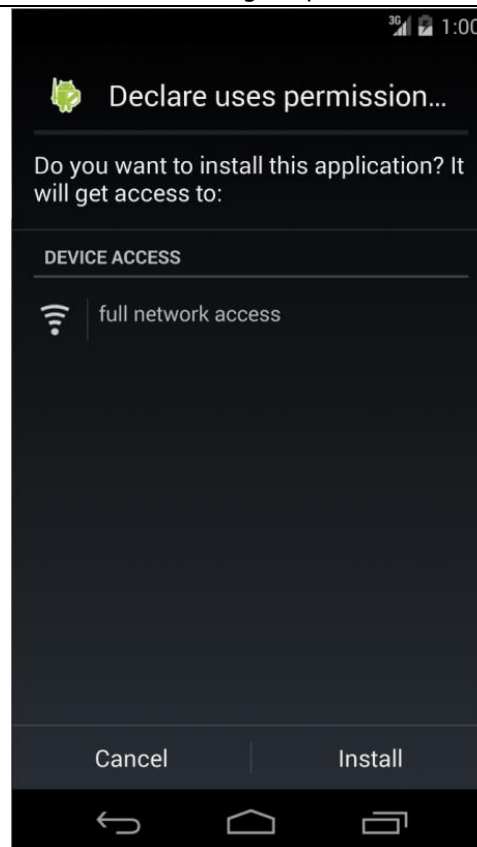 3G 1:00
Declare uses permission...
Do you want to install this application? It
will get access to:
DEVICE ACCESS
full network access
Cancel Install